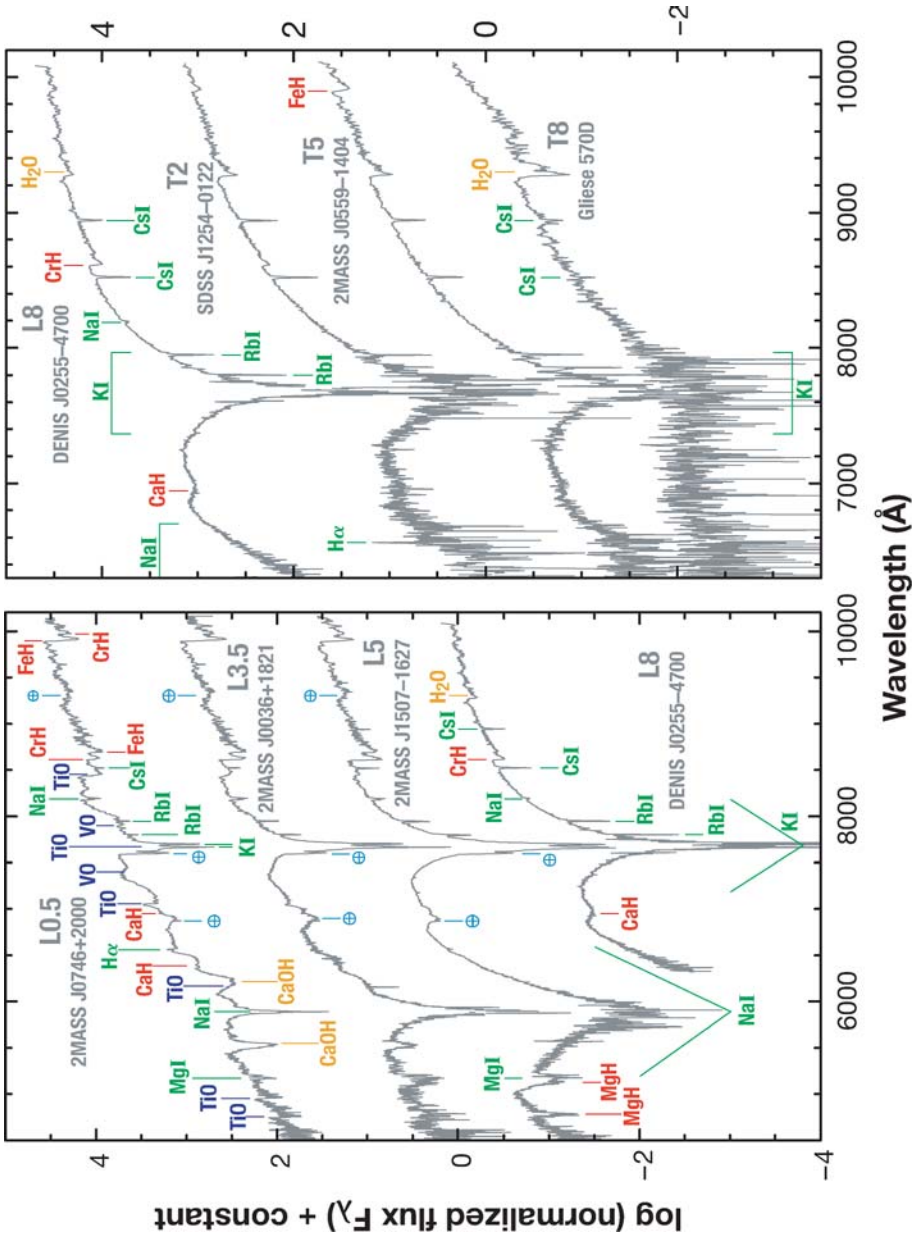 log (normalized flux Fλ) + constant
4
2
0
−2
−4
L0.5
2MASS J0746+2000
TiO
TiO
MgI
CaOH
NaI
TiO
CaOH
CaH
Hα
CaH
⊕
TiO
VO
⊕
TiO
KI
VO
RbI
RbI
NaI
TiO
CsI
CrH
FeH
⊕
FeH
CrH
L3.5
2MASS J0036+1821
⊕
⊕
⊕
L5
2MASS J1507−1627
⊕
⊕
⊕
MgH
MgH
MgI
NaI
L8
DENIS J0255−4700
CaH
KI
RbI
RbI
NaI
CsI
CrH
CsI
H2O
6000
8000
10000
L8
DENIS J0255−4700
NaI
CaH
KI
RbI
RbI
NaI
CsI
CrH
CsI
H2O
T2
SDSS J1254−0122
Hα
T5
2MASS J0559−1404
FeH
T8
Gliese 570D
KI
CsI
CsI
H2O
4
2
0
−2
7000
8000
9000
10000
Wavelength (Å)